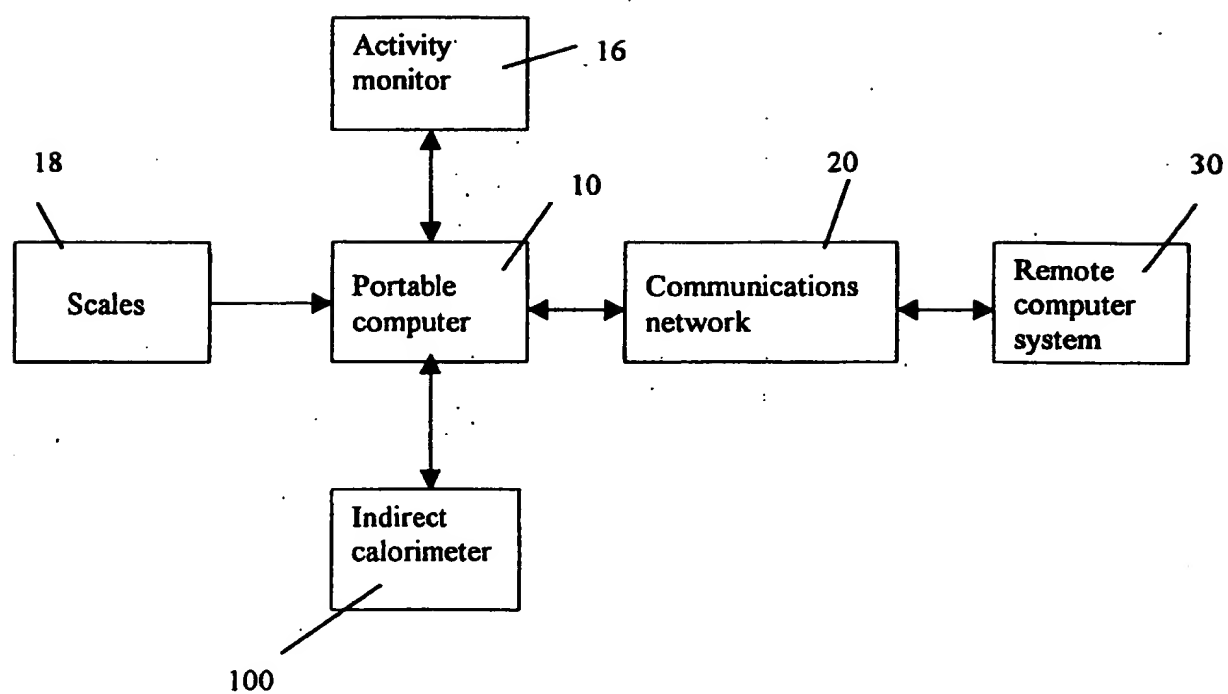 Activity
monitor
16
18
10
20
30
Scales
Portable
computer
Communications
network
Remote
computer
system
Indirect
calorimeter
100